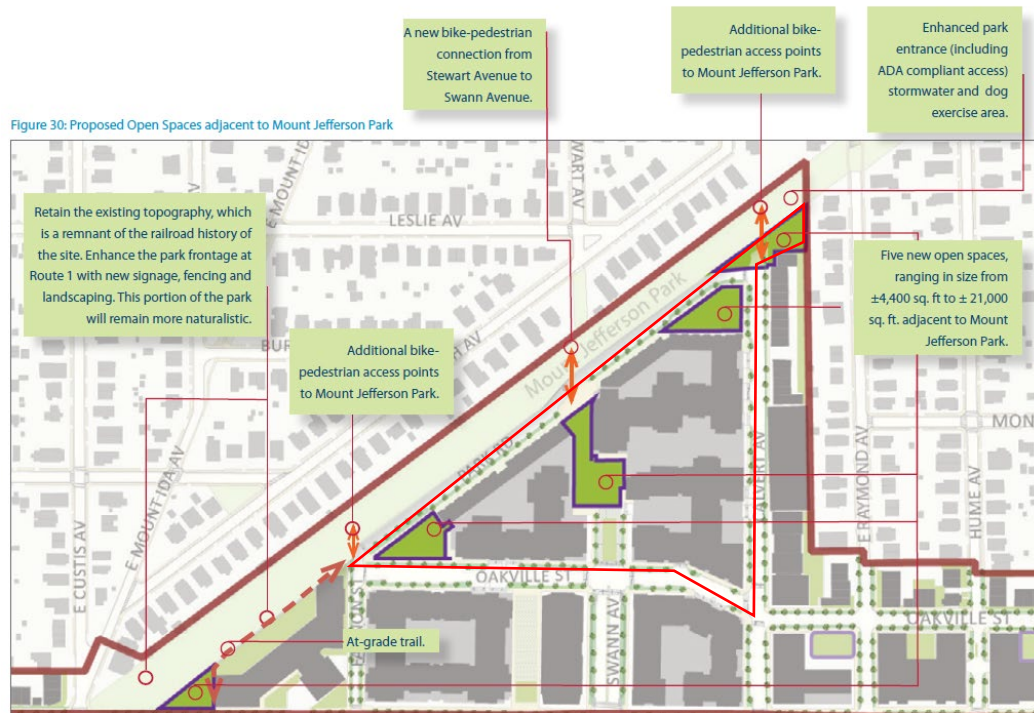 A new bike-pedestrian
connection from
Stewart Avenue to
Swann Avenue.
Additional bike-
pedestrian access points
to Mount Jefferson Park.
Enhanced park
entrance (including
ADA compliant access)
stormwater and dog
exercise area.
Figure 30: Proposed Open Spaces adjacent to Mount Jefferson Park
Retain the existing topography, which
is a remnant of the railroad history of
the site. Enhance the park frontage at
Route 1 with new signage, fencing and
landscaping. This portion of the park
will remain more naturalistic.
LESLIE AV
Five new open spaces,
ranging in size from
±4,400 sq. ft to ± 21,000
sq. ft. adjacent to Mount
Jefferson Park.
Mount Jefferson Park
Additional bike-
pedestrian access points
to Mount Jefferson Park.
E MOUNT IDA AV
E CUSTIS AV
E RAYMOND AV
HUME AV
OAKVILLE ST
OAKVILLE ST
SWANN AV
At-grade trail.